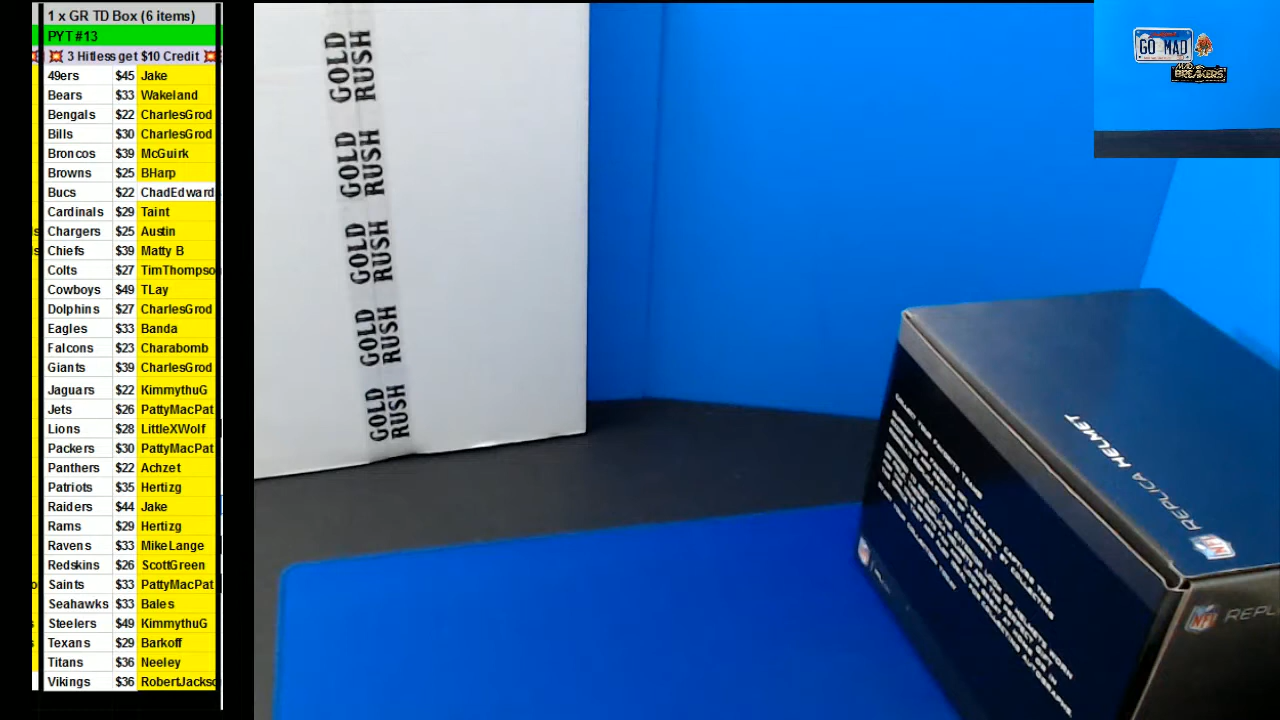 1 x GR TD Box (6 items)
PYT #13
💥 3 Hitless get $10 Credit 💥
49ers $45 Jake
Bears $33 Wakeland
Bengals $22 CharlesGrod
Bills $30 CharlesGrod
Broncos $39 McGuirk
Browns $25 BHarp
Bucs $22 ChadEdward
Cardinals $29 Taint
Chargers $25 Austin
Chiefs $39 Matty B
Colts $27 TimThompso
Cowboys $49 TLay
Dolphins $27 CharlesGrod
Eagles $33 Banda
Falcons $23 Charabomb
Giants $39 CharlesGrod
Jaguars $22 KimmythuG
Jets $26 PattyMacPat
Lions $28 LittleXWolf
Packers $30 PattyMacPat
Panthers $22 Achzet
Patriots $35 Hertizg
Raiders $44 Jake
Rams $29 Hertizg
Ravens $33 MikeLange
Redskins $26 ScottGreen
Saints $33 PattyMacPat
Seahawks $33 Bales
Steelers $49 KimmythuG
Texans $29 Barkoff
Titans $36 Neeley
Vikings $36 RobertJackso
GOLD RUSH
GOLD RUSH
GOLD RUSH
GOLD RUSH
GOLD RUSH
GO MAD
MAD
BREAKERS
REPLICA HELMET
NFL
NFL REPL
NFL